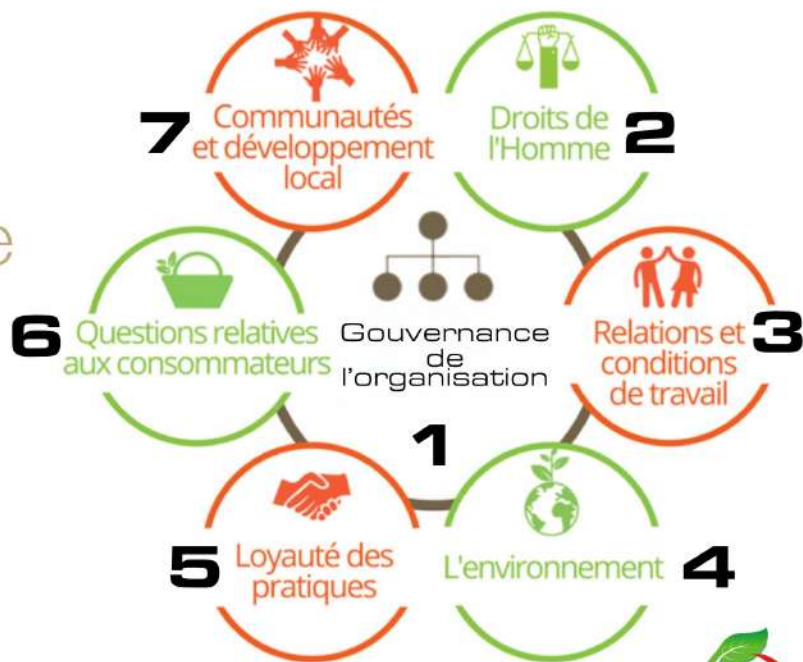 7
Communautés
et développement
local
Droits de
l'Homme
2
e
6
Questions relatives
aux consommateurs
Gouvernance
de
l'organisation
1
Relations et
conditions
de travail
3
5
Loyauté des
pratiques
L'environnement
4